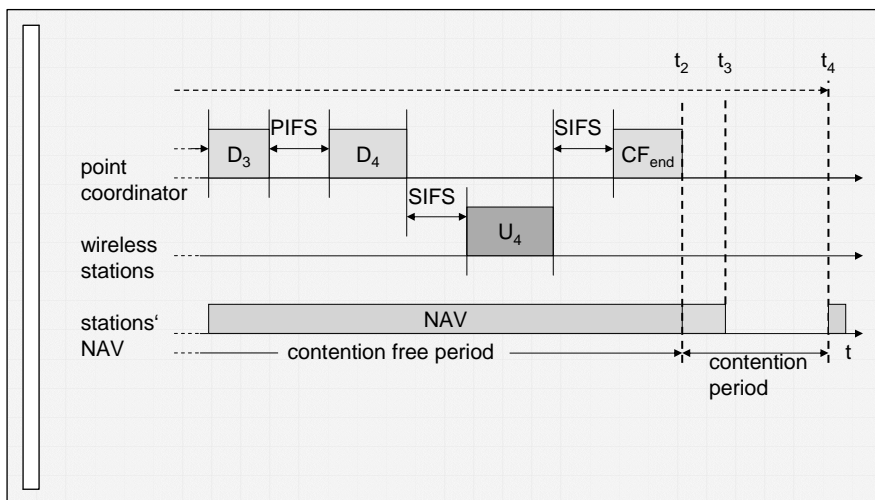 t2 t3 t4
PIFS SIFS
D3 D4 CFend
point
coordinator
SIFS
U4
wireless
stations
stations‘
NAV
NAV
t
contention free period
contention
period